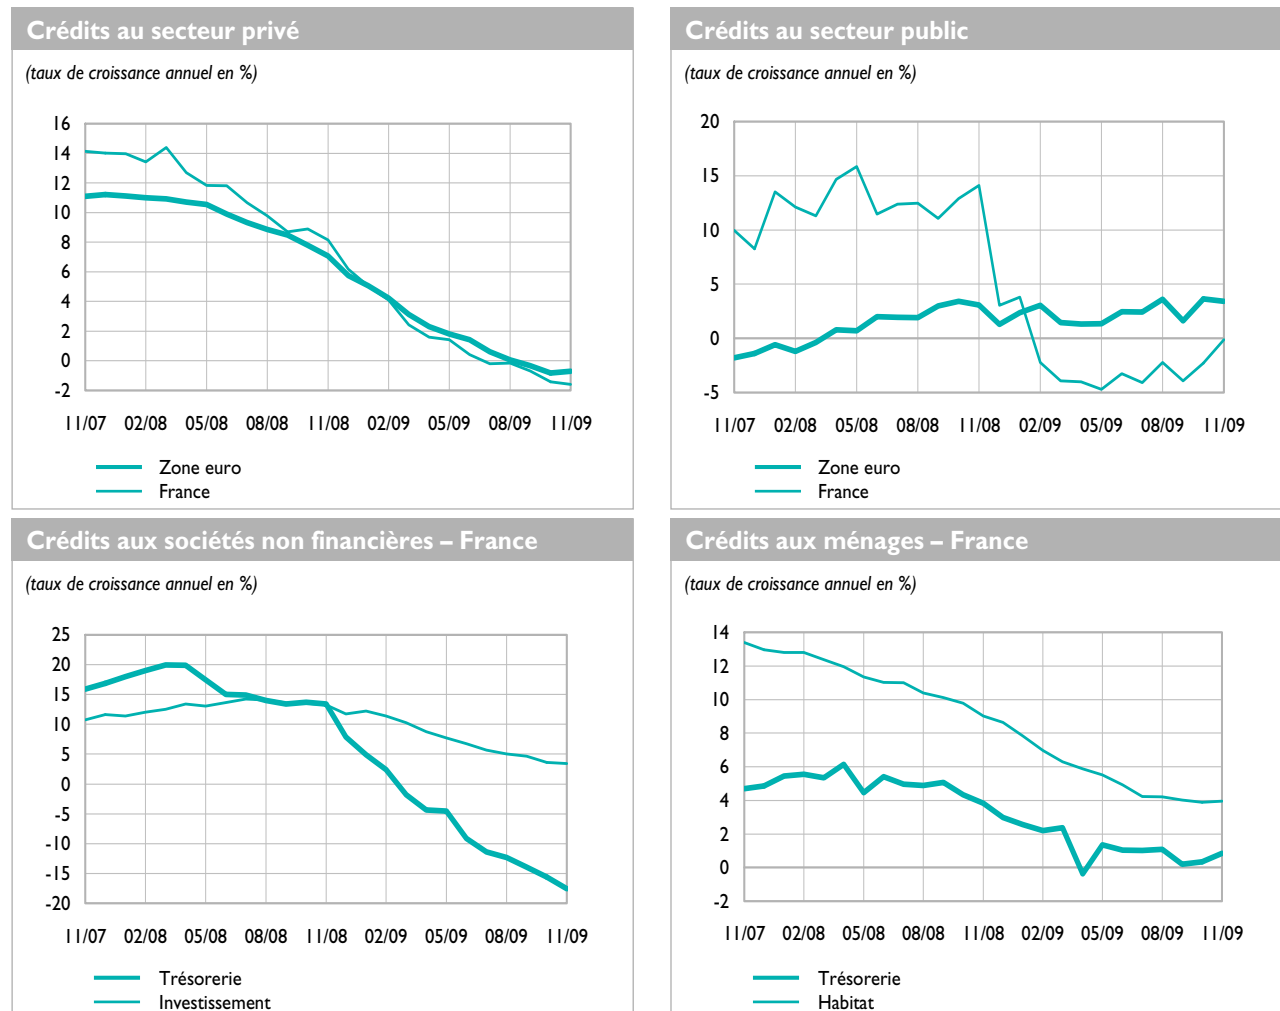 Crédits au secteur privé
(taux de croissance annuel en %)
16
14
12
10
8
6
4
2
0
-2
11/07 02/08 05/08 08/08 11/08 02/09 05/09 08/09 11/09
Zone euro
France
Crédits au secteur public
(taux de croissance annuel en %)
20
15
10
5
0
-5
11/07 02/08 05/08 08/08 11/08 02/09 05/09 08/09 11/09
Zone euro
France
Crédits aux sociétés non financières – France
(taux de croissance annuel en %)
25
20
15
10
5
0
-5
-10
-15
-20
11/07 02/08 05/08 08/08 11/08 02/09 05/09 08/09 11/09
Trésorerie
Investissement
Crédits aux ménages – France
(taux de croissance annuel en %)
14
12
10
8
6
4
2
0
-2
11/07 02/08 05/08 08/08 11/08 02/09 05/09 08/09 11/09
Trésorerie
Habitat